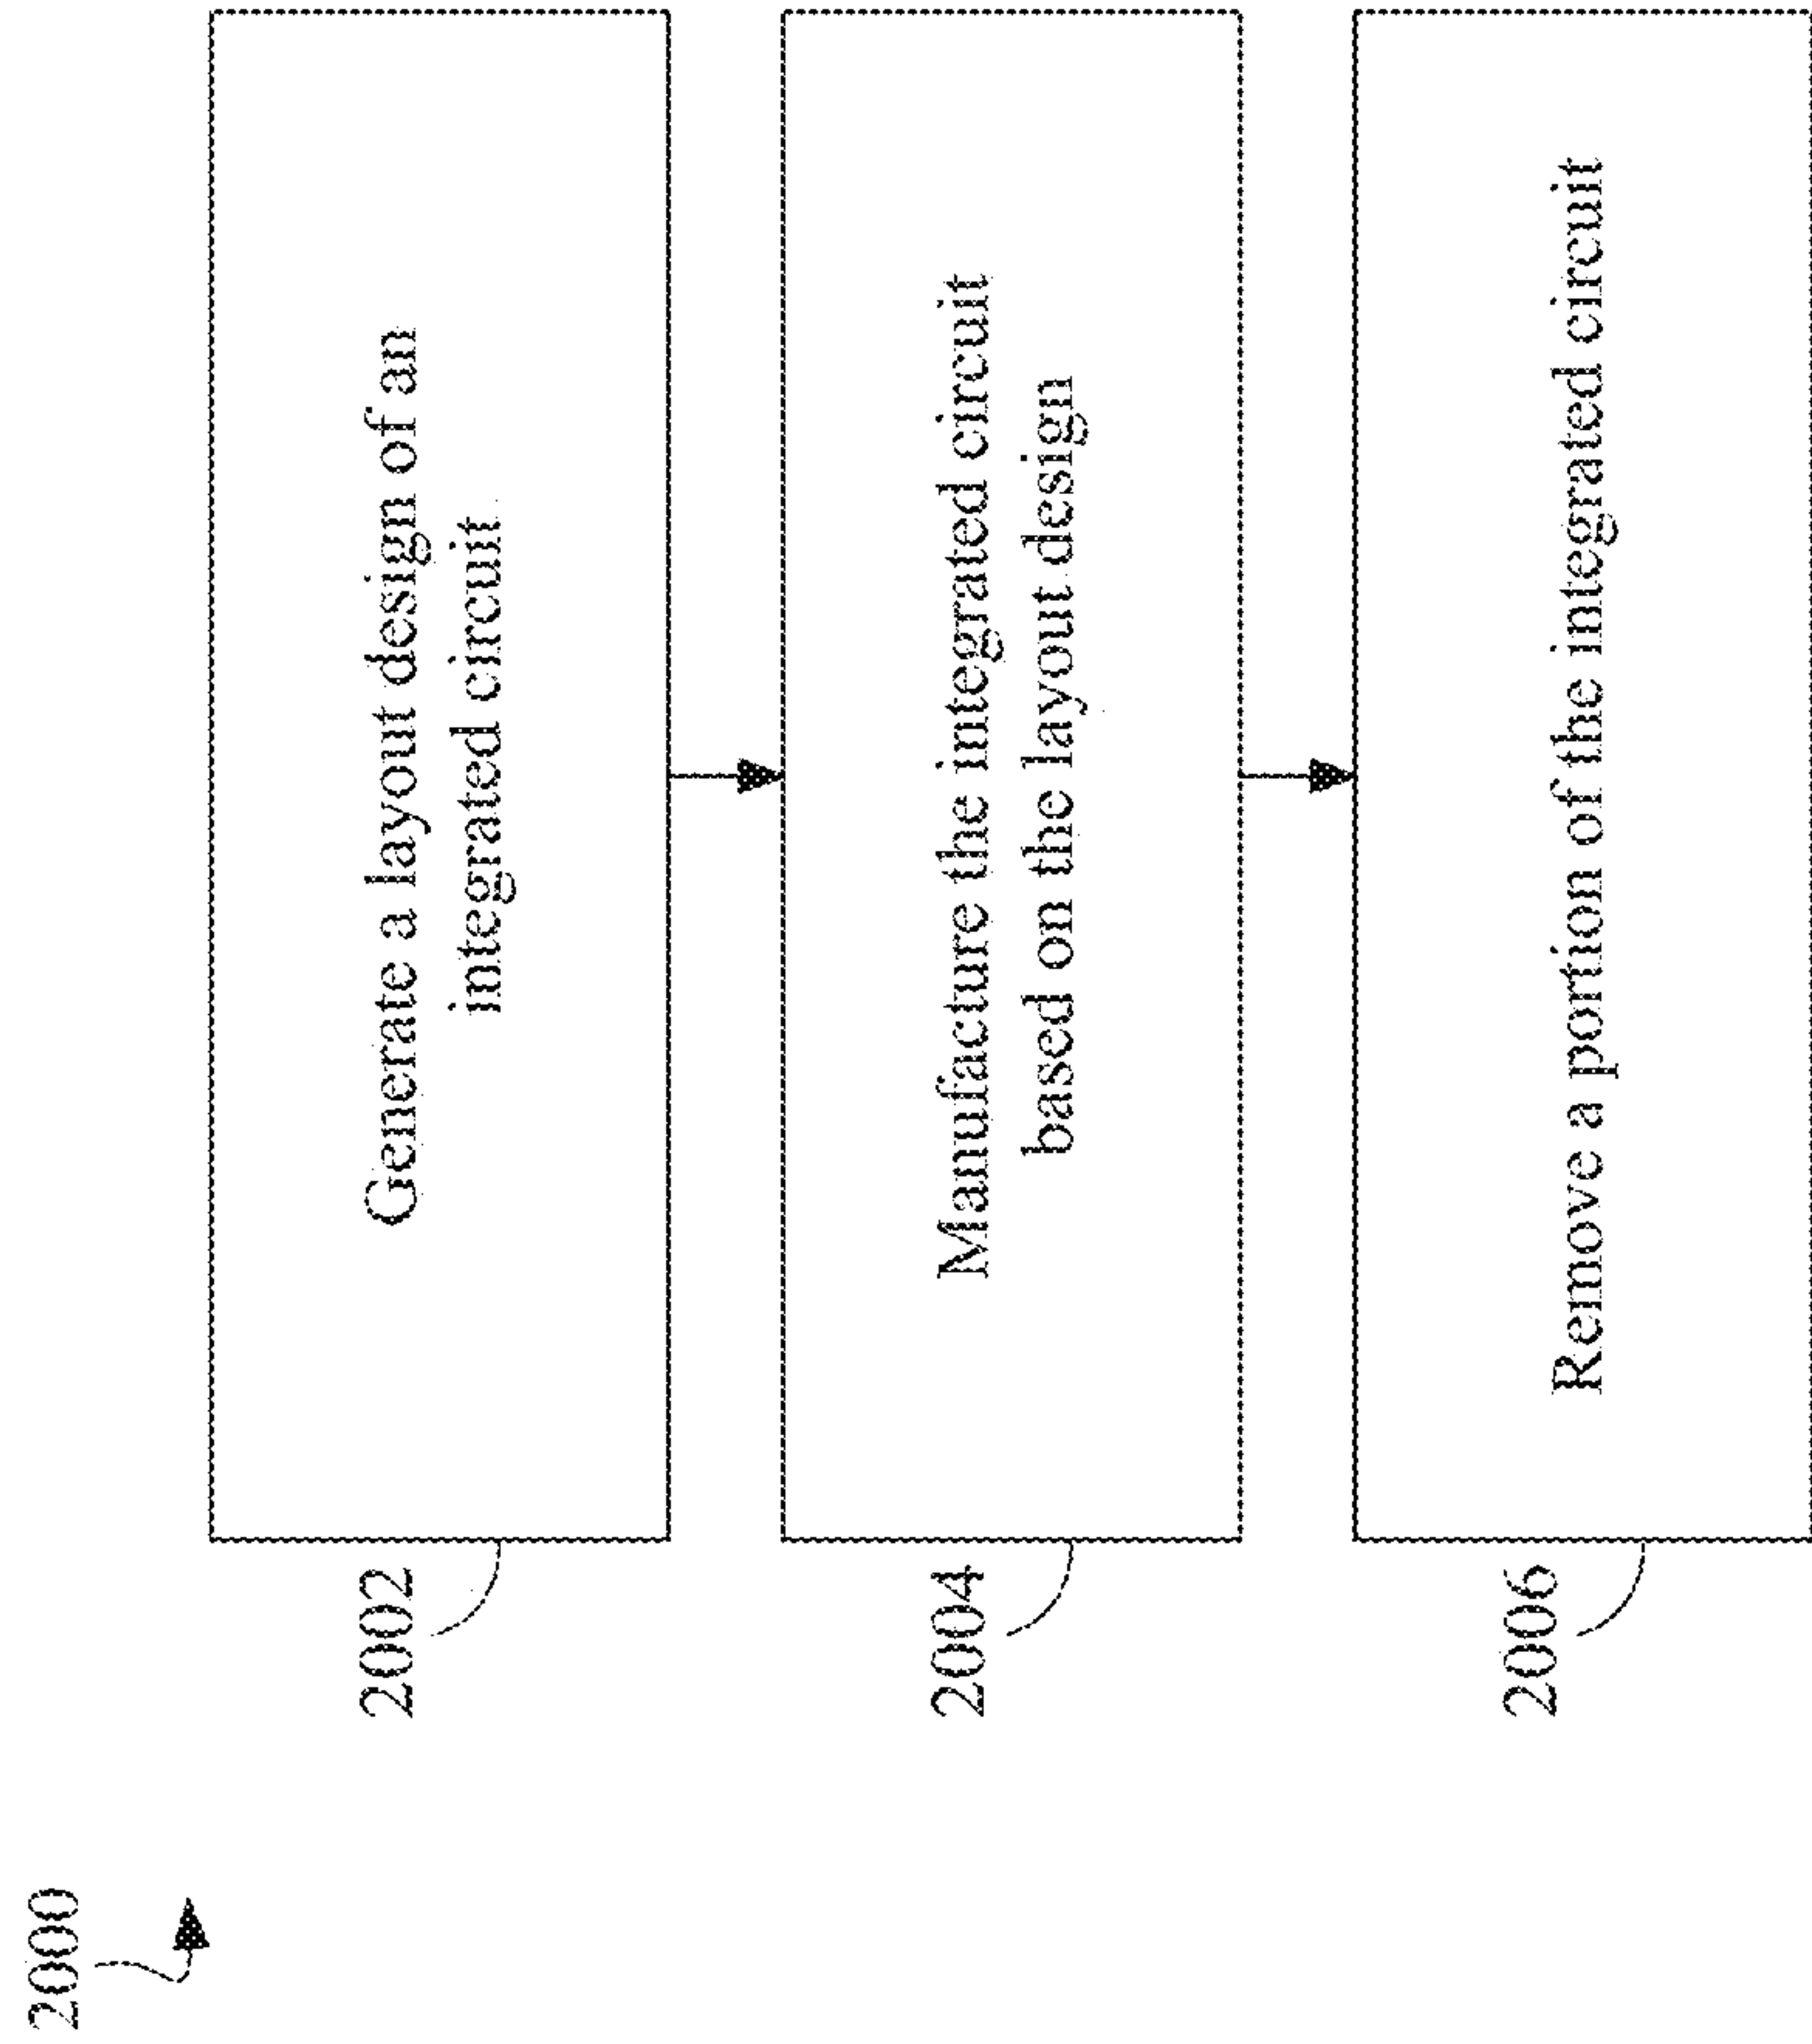 2000
2002
Generate a layout design of an
integrated circuit
2004
Manufacture the integrated circuit
based on the layout design
2006
Remove a portion of the integrated circuit